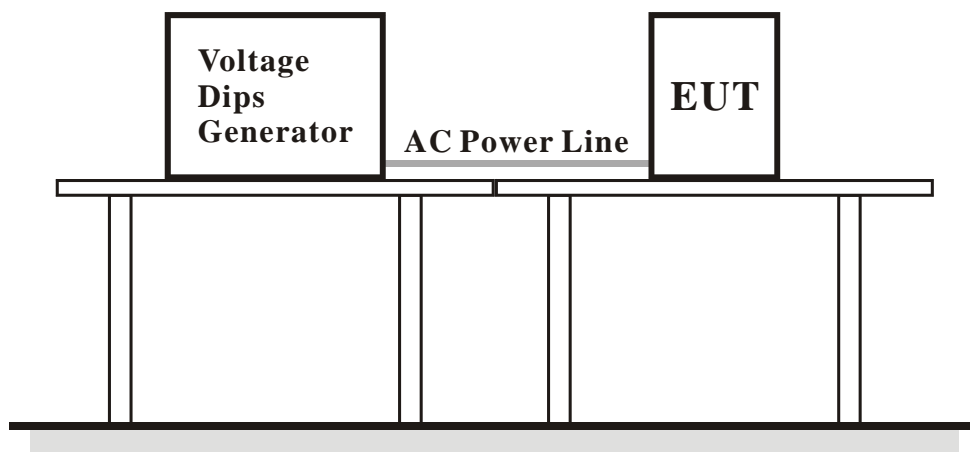 Voltage
Dips
Generator
AC Power Line
EUT